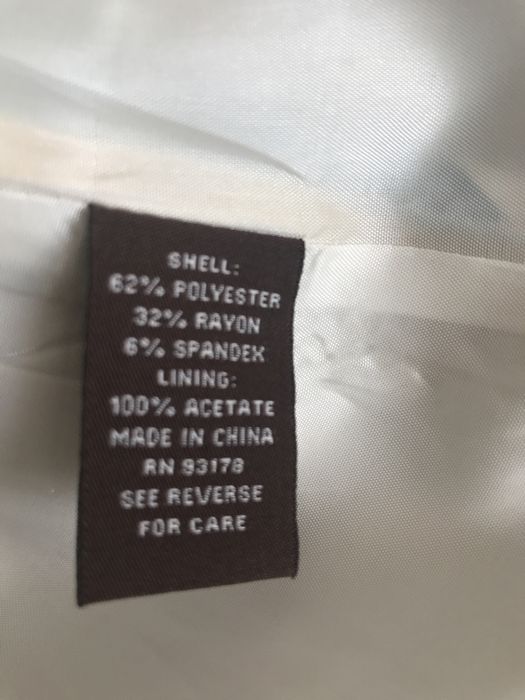 SHELL:
62% POLYESTER
32% RAYON
6% SPANDEX
LINING:
100% ACETATE
MADE IN CHINA
RN 93178
SEE REVERSE
FOR CARE